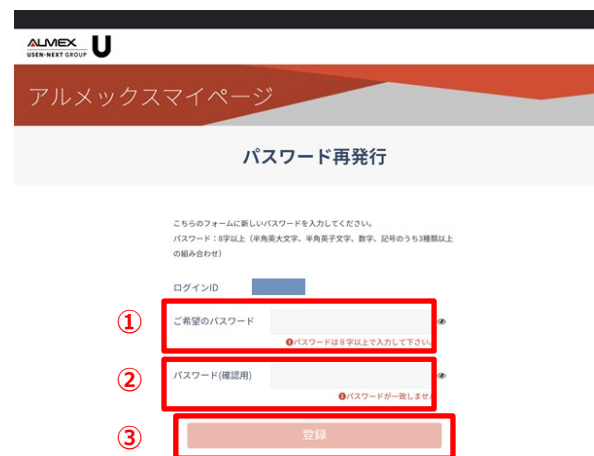 ALMEX U
USEN-NEXT GROUP
アルメックスマイページ
パスワード再発行
こちらのフォームに新しいパスワードを入力してください。
パスワード：8字以上（半角英大文字、半角英子文字、数字、記号のうち3種類以上
の組み合わせ）
ログインID
① ご希望のパスワード
パスワードは8字以上で入力して下さい。
② パスワード(確認用)
パスワードが一致しません
③ 登録